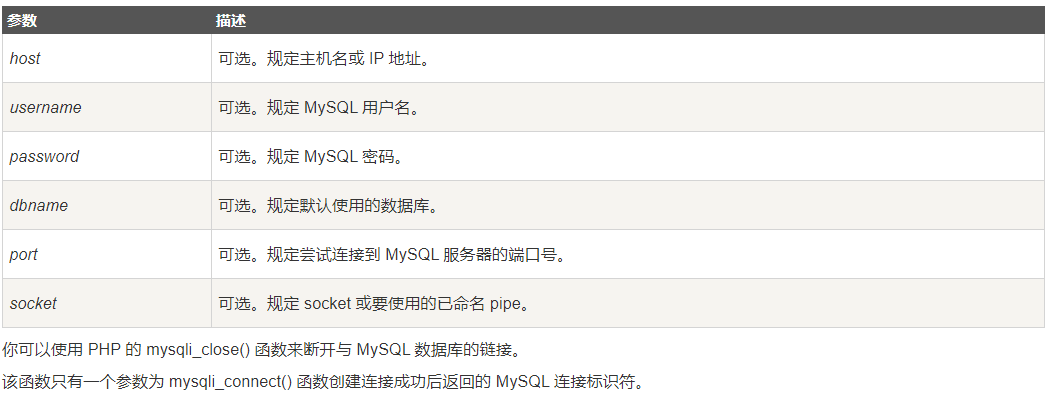 参数 描述
host 可选。规定主机名或 IP 地址。
username 可选。规定 MySQL 用户名。
password 可选。规定 MySQL 密码。
dbname 可选。规定默认使用的数据库。
port 可选。规定尝试连接到 MySQL 服务器的端口号。
socket 可选。规定 socket 或要使用的已命名 pipe。
你可以使用 PHP 的 mysqli_close() 函数来断开与 MySQL 数据库的链接。
该函数只有一个参数为 mysqli_connect() 函数创建连接成功后返回的 MySQL 连接标识符。